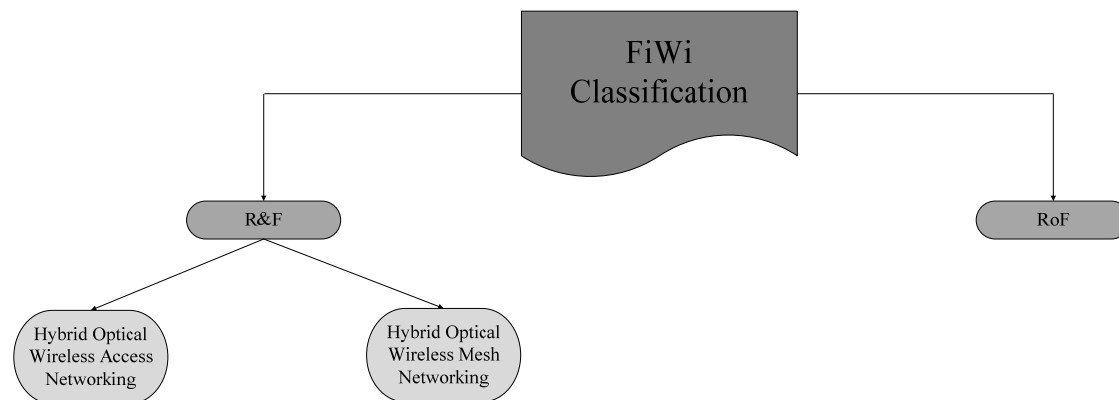 FiWi
Classification
R&F
RoF
Hybrid Optical
Wireless Access
Networking
Hybrid Optical
Wireless Mesh
Networking